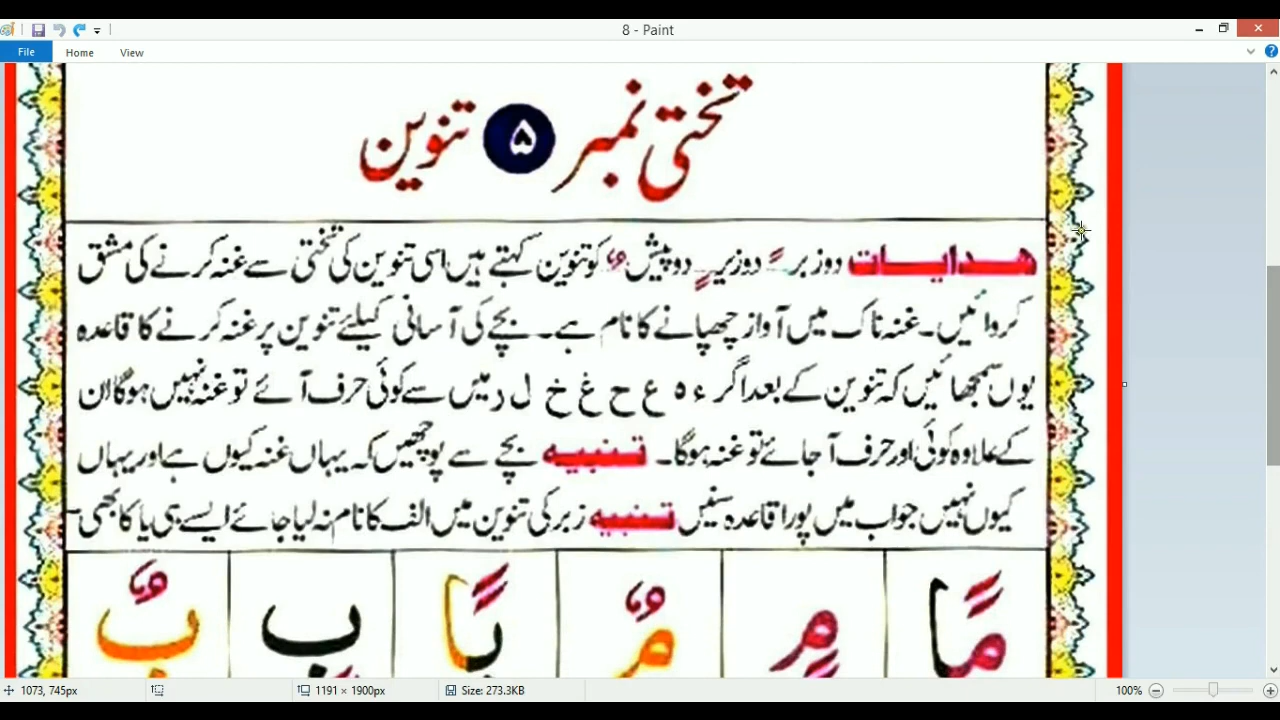 8 - Paint
File Home View
تختی نمبر ۵ تنوین
ھدایات دو زبر ً دو زیر ٍ دو پیش ٌ کو تنوین کہتے ہیں اسی تنوین کی تختی سے غنہ کرنے کی مشق
کروائیں۔ غنہ ناک میں آواز چھپانے کا نام ہے۔ بچے کی آسانی کیلئے تنوین پر غنہ کرنے کا قاعدہ
یوں سمجھائیں کہ تنوین کے بعد اگر ء ہ ع ح غ خ ل ر میں سے کوئی حرف آئے تو غنہ نہیں ہوگا ان
کے علاوہ کوئی اور حرف آ جائے تو غنہ ہوگا۔ تنبیہ بچے سے پوچھیں کہ یہاں غنہ کیوں ہے اور یہاں
کیوں نہیں جواب میں پورا قاعدہ سنیں تنبیہ زبر کی تنوین میں الف کا نام نہ لیا جائے ایسے ہی یا کا بھی۔
مًا مٍ مٌ بًا بٍ بٌ
1073, 745px 1191 × 1900px Size: 273.3KB 100%